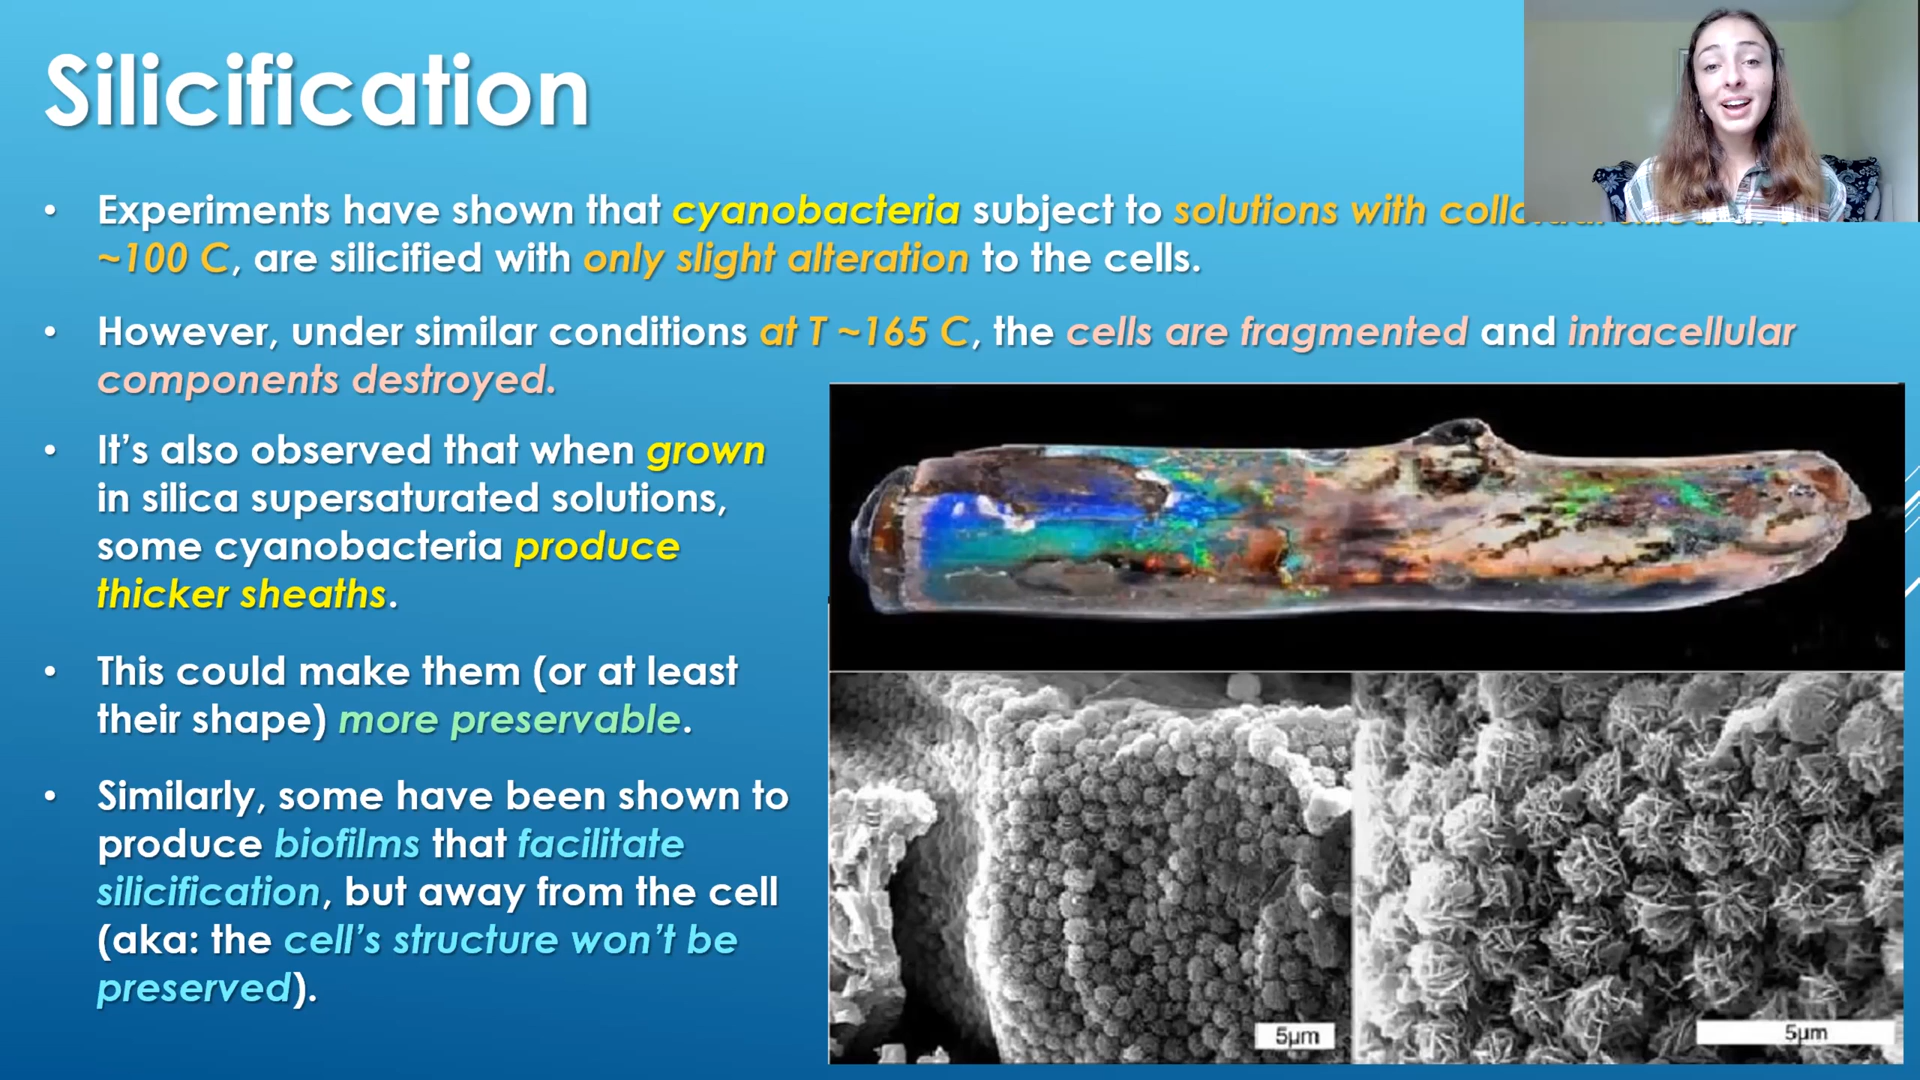 Silicification
• Experiments have shown that cyanobacteria subject to solutions with
~100 C, are silicified with only slight alteration to the cells.
• However, under similar conditions at T ~165 C, the cells are fragmented and intracellular
components destroyed.
• It’s also observed that when grown
in silica supersaturated solutions,
some cyanobacteria produce
thicker sheaths.
• This could make them (or at least
their shape) more preservable.
• Similarly, some have been shown to
produce biofilms that facilitate
silicification, but away from the cell
(aka: the cell’s structure won’t be
preserved).
5μm
5μm